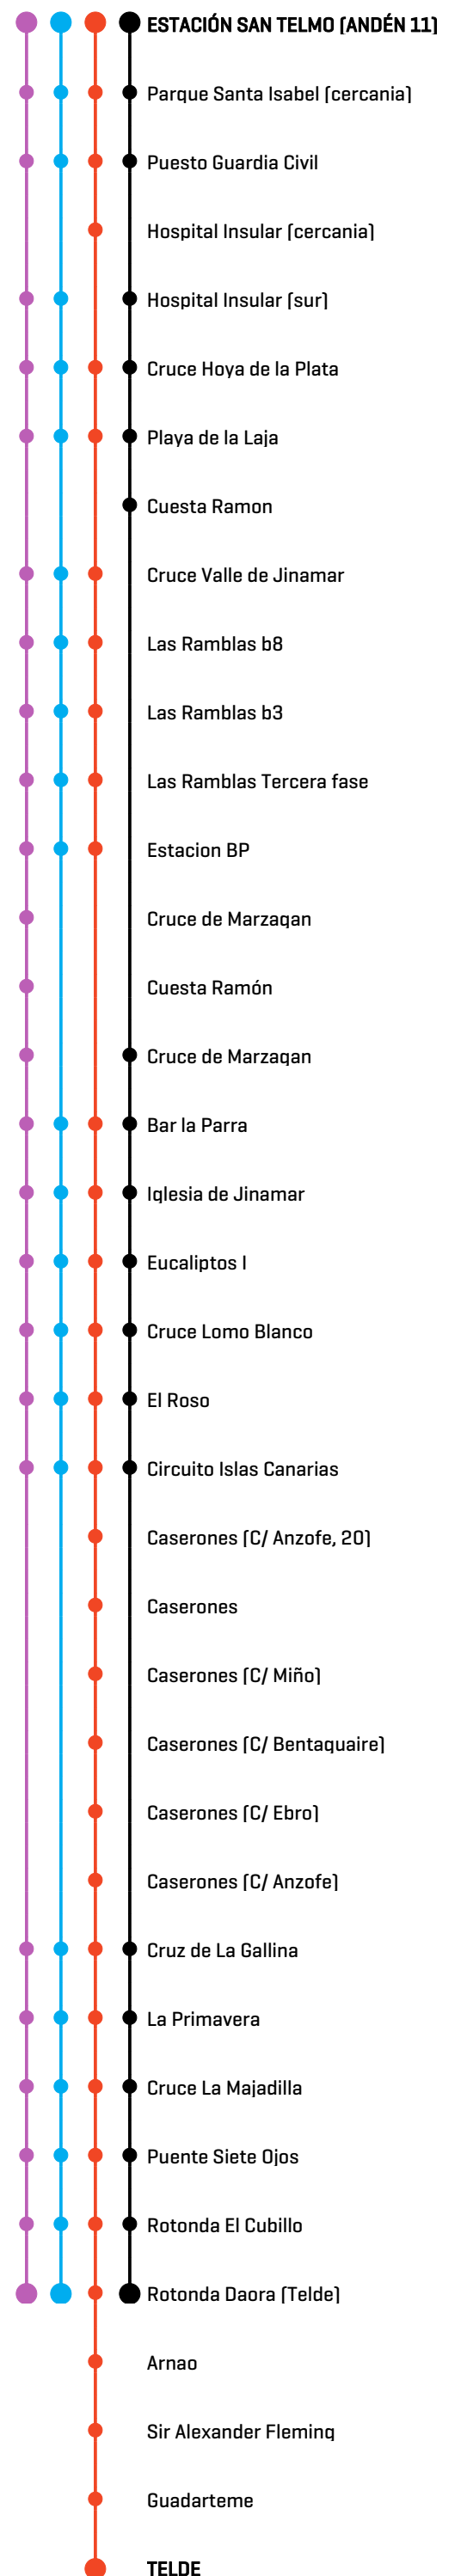 ESTACIÓN SAN TELMO (ANDÉN 11)
Parque Santa Isabel (cercania)
Puesto Guardia Civil
Hospital Insular (cercania)
Hospital Insular (sur)
Cruce Hoya de la Plata
Playa de la Laja
Cuesta Ramon
Cruce Valle de Jinamar
Las Ramblas b8
Las Ramblas b3
Las Ramblas Tercera fase
Estacion BP
Cruce de Marzagan
Cuesta Ramón
Cruce de Marzagan
Bar la Parra
Iglesia de Jinamar
Eucaliptos I
Cruce Lomo Blanco
El Roso
Circuito Islas Canarias
Caserones (C/ Anzofe, 20)
Caserones
Caserones (C/ Miño)
Caserones (C/ Bentaguaire)
Caserones (C/ Ebro)
Caserones (C/ Anzofe)
Cruz de La Gallina
La Primavera
Cruce La Majadilla
Puente Siete Ojos
Rotonda El Cubillo
Rotonda Daora (Telde)
Arnao
Sir Alexander Fleming
Guadarteme
TELDE